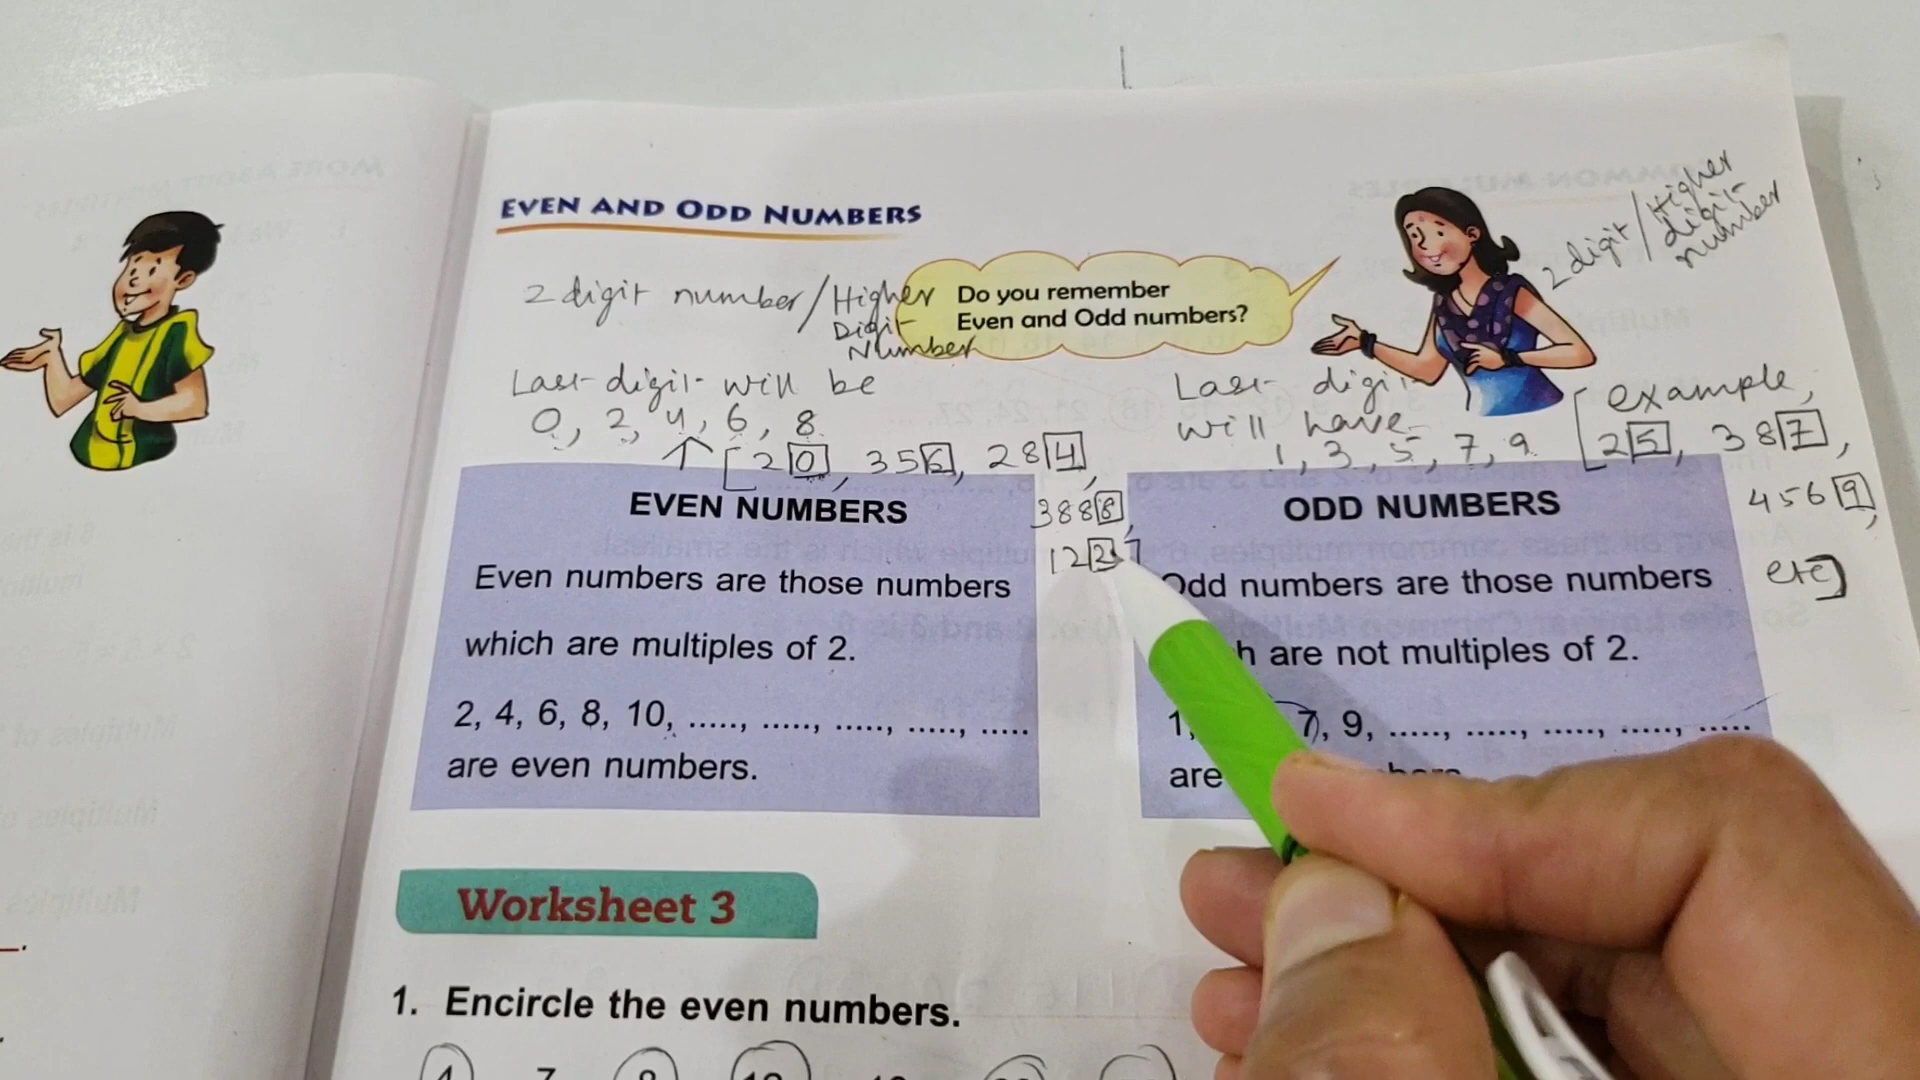 EVEN AND ODD NUMBERS
2 digit number / Higher
Digit
Number
Do you remember
Even and Odd numbers?
2 digit / Higher
digit
number
Last digit will be
0, 2, 4, 6, 8
[20, 356, 284,
3888,
122]
Last digit
will have
1, 3, 5, 7, 9
[example,
25, 387,
4569,
etc]
EVEN NUMBERS
Even numbers are those numbers
which are multiples of 2.
2, 4, 6, 8, 10, ....., ....., ....., ....., .....
are even numbers.
ODD NUMBERS
Odd numbers are those numbers
are not multiples of 2.
1, 7, 9, ....., ....., ....., ....., .....
are
Worksheet 3
1. Encircle the even numbers.